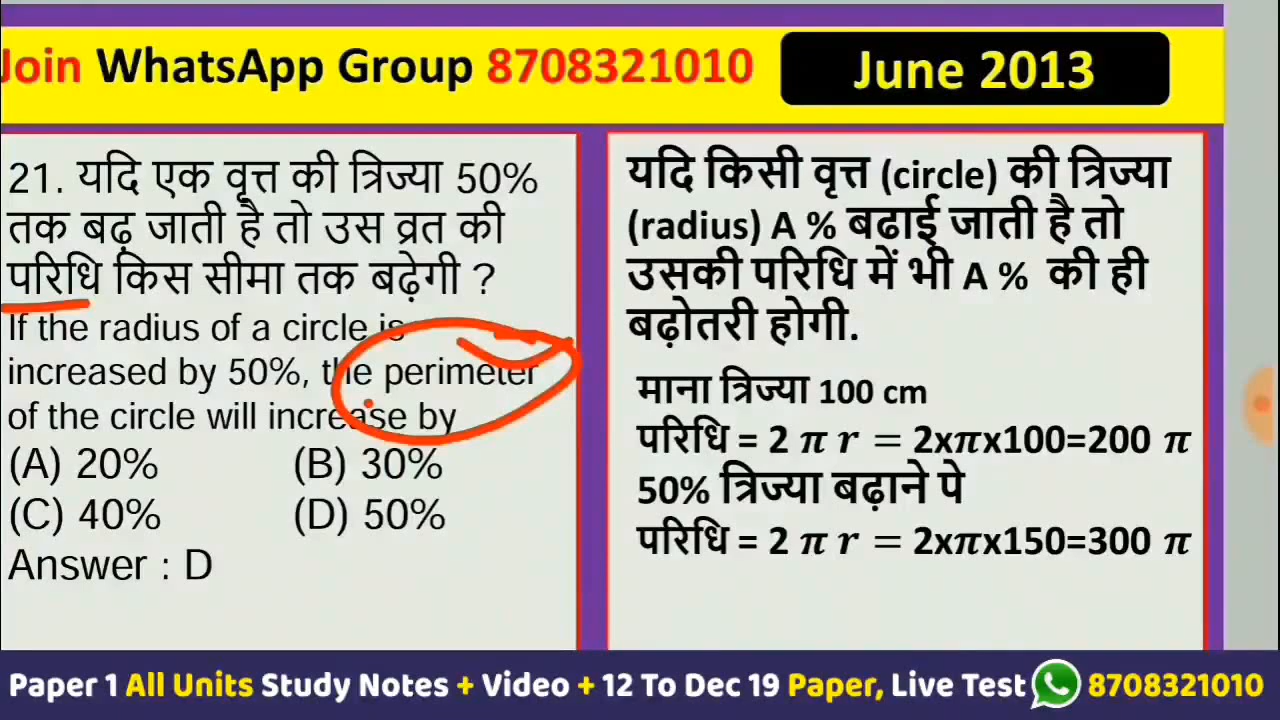 Join WhatsApp Group 8708321010
June 2013
21. यदि एक वृत्त की त्रिज्या 50%
तक बढ़ जाती है तो उस व्रत की
परिधि किस सीमा तक बढ़ेगी ?
If the radius of a circle is
increased by 50%, the perimeter
of the circle will increase by
(A) 20% (B) 30%
(C) 40% (D) 50%
Answer : D
यदि किसी वृत्त (circle) की त्रिज्या
(radius) A % बढाई जाती है तो
उसकी परिधि में भी A % की ही
बढ़ोतरी होगी.
माना त्रिज्या 100 cm
परिधि = 2 π r = 2xπx100=200 π
50% त्रिज्या बढ़ाने पे
परिधि = 2 π r = 2xπx150=300 π
Paper 1 All Units Study Notes + Video + 12 To Dec 19 Paper, Live Test 8708321010